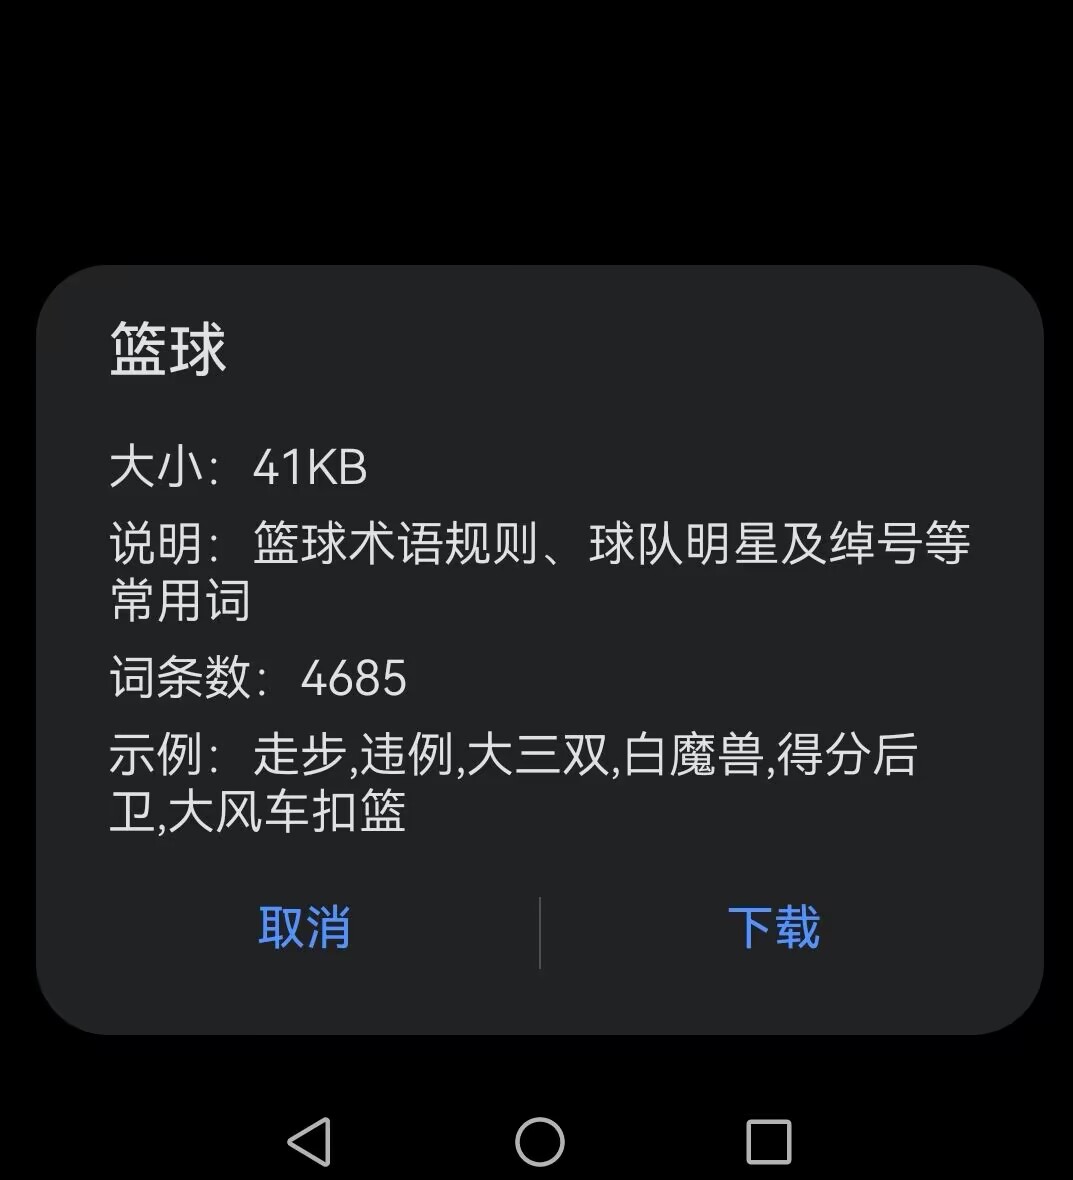 篮球
大小：41KB
说明：篮球术语规则、球队明星及绰号等
常用词
词条数：4685
示例：走步,违例,大三双,白魔兽,得分后
卫,大风车扣篮
取消
下载